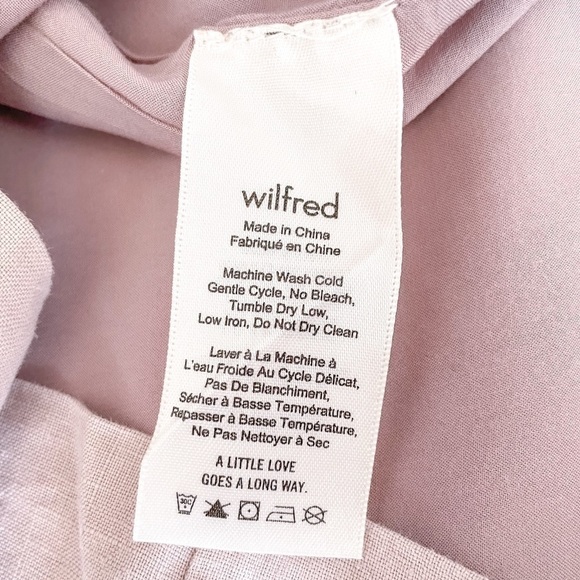 wilfred
Made in China
Fabriqué en Chine
Machine Wash Cold
Gentle Cycle, No Bleach,
Tumble Dry Low,
Low Iron, Do Not Dry Clean
Laver à La Machine à
L'eau Froide Au Cycle Délicat,
Pas De Blanchiment,
Sécher à Basse Température,
Repasser à Basse Température,
Ne Pas Nettoyer à Sec
A LITTLE LOVE
GOES A LONG WAY.
30C